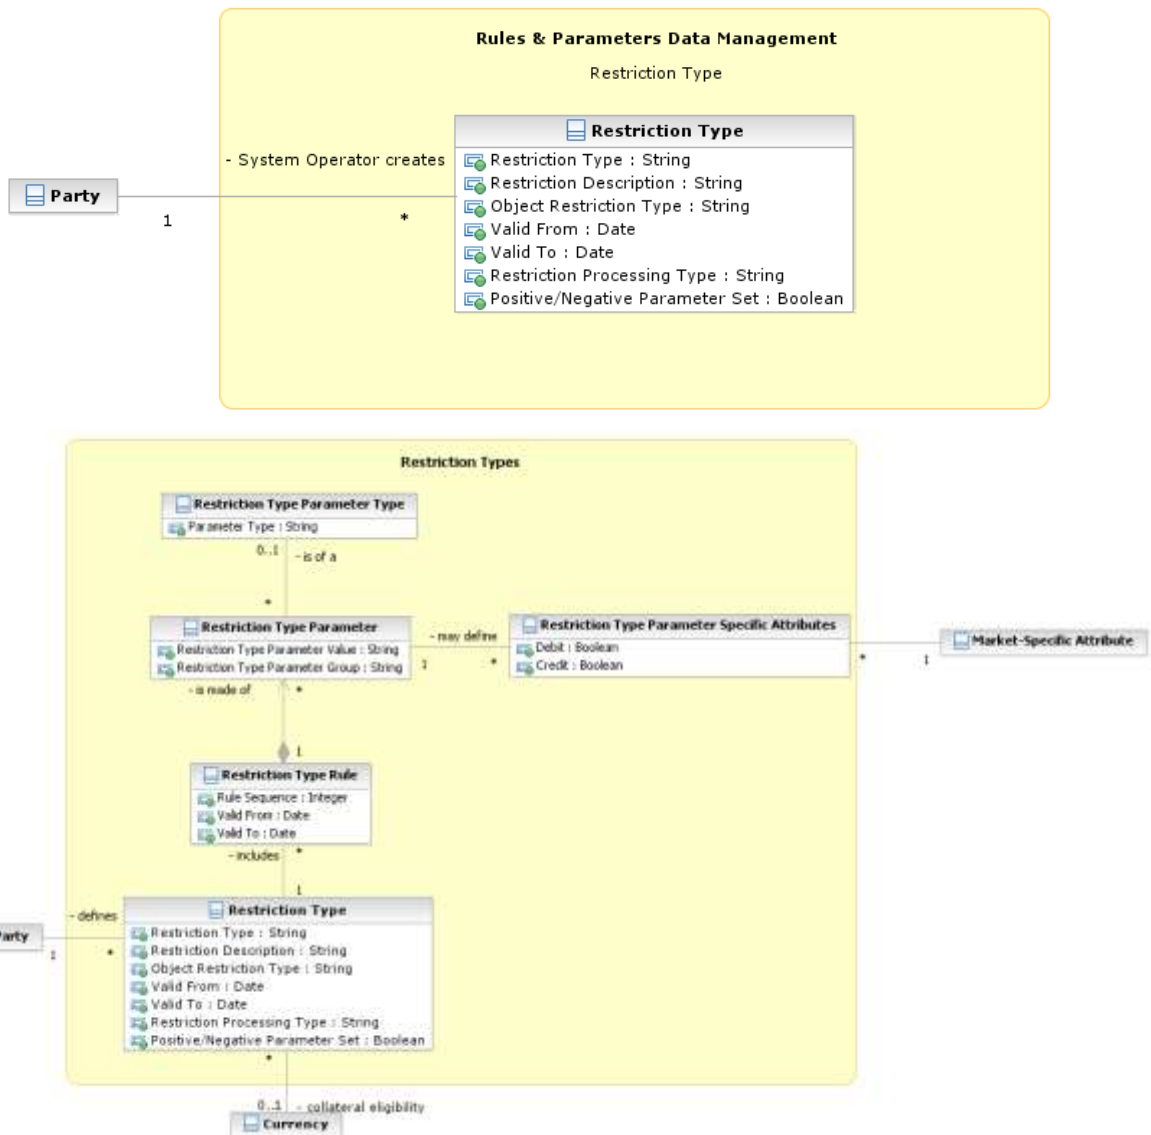 Rules & Parameters Data Management
Restriction Type
Restriction Type
- System Operator creates
Restriction Type : String
Restriction Description : String
Object Restriction Type : String
Valid From : Date
Valid To : Date
Restriction Processing Type : String
Positive/Negative Parameter Set : Boolean
Party
1
*
Restriction Types
Restriction Type Parameter Type
Parameter Type : String
0..1
- is of a
*
Restriction Type Parameter
Restriction Type Parameter Value : String
Restriction Type Parameter Group : String
- may define
1
*
Restriction Type Parameter Specific Attributes
Debit : Boolean
Credit : Boolean
*
1
Market-Specific Attribute
- is made of
*
1
Restriction Type Rule
Rule Sequence : Integer
Valid From : Date
Valid To : Date
- includes
*
1
- defines
Party
1
*
Restriction Type
Restriction Type : String
Restriction Description : String
Object Restriction Type : String
Valid From : Date
Valid To : Date
Restriction Processing Type : String
Positive/Negative Parameter Set : Boolean
*
0..1
- collateral eligibility
Currency